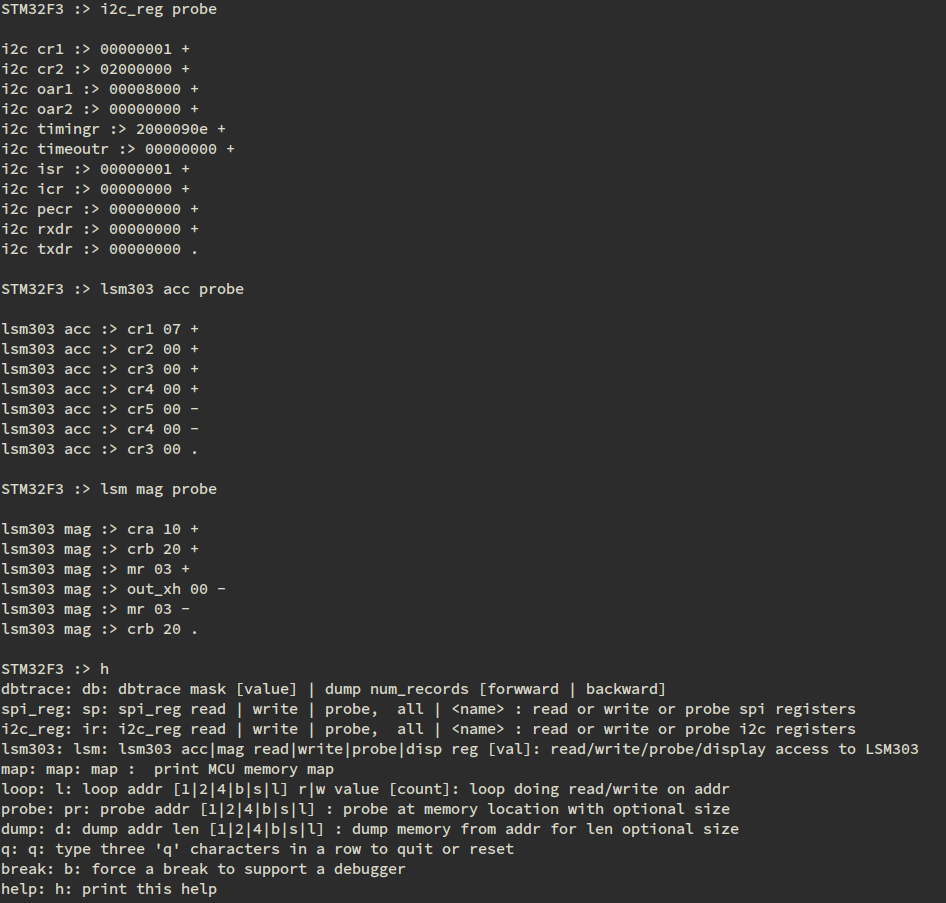 STM32F3 :> i2c_reg probe
i2c cr1 :> 00000001 +
i2c cr2 :> 02000000 +
i2c oar1 :> 00008000 +
i2c oar2 :> 00000000 +
i2c timingr :> 2000090e +
i2c timeoutr :> 00000000 +
i2c isr :> 00000001 +
i2c icr :> 00000000 +
i2c pecr :> 00000000 +
i2c rxdr :> 00000000 +
i2c txdr :> 00000000 .
STM32F3 :> lsm303 acc probe
lsm303 acc :> cr1 07 +
lsm303 acc :> cr2 00 +
lsm303 acc :> cr3 00 +
lsm303 acc :> cr4 00 +
lsm303 acc :> cr5 00 -
lsm303 acc :> cr4 00 -
lsm303 acc :> cr3 00 .
STM32F3 :> lsm mag probe
lsm303 mag :> cra 10 +
lsm303 mag :> crb 20 +
lsm303 mag :> mr 03 +
lsm303 mag :> out_xh 00 -
lsm303 mag :> mr 03 -
lsm303 mag :> crb 20 .
STM32F3 :> h
dbtrace: db: dbtrace mask [value] | dump num_records [forwward | backward]
spi_reg: sp: spi_reg read | write | probe,  all | <name> : read or write or probe spi registers
i2c_reg: ir: i2c_reg read | write | probe,  all | <name> : read or write or probe i2c registers
lsm303: lsm: lsm303 acc|mag read|write|probe|disp reg [val]: read/write/probe/display access to LSM303
map: map: map :  print MCU memory map
loop: l: loop addr [1|2|4|b|s|l] r|w value [count]: loop doing read/write on addr
probe: pr: probe addr [1|2|4|b|s|l] : probe at memory location with optional size
dump: d: dump addr len [1|2|4|b|s|l] : dump memory from addr for len optional size
q: q: type three 'q' characters in a row to quit or reset
break: b: force a break to support a debugger
help: h: print this help